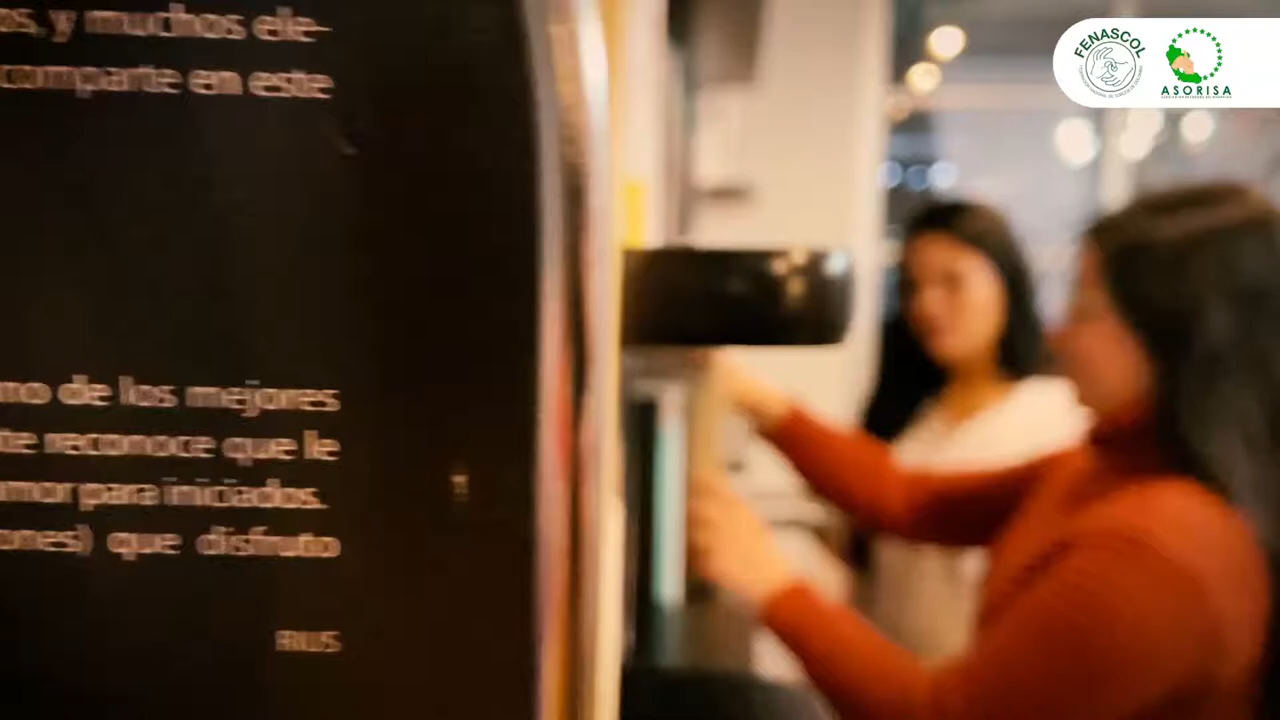 os, y muchos ele-
comparte en este
no de los mejores
te reconoce que le
mor para iniciados.
ones) que disfruto
FENASCOL
ASORISA